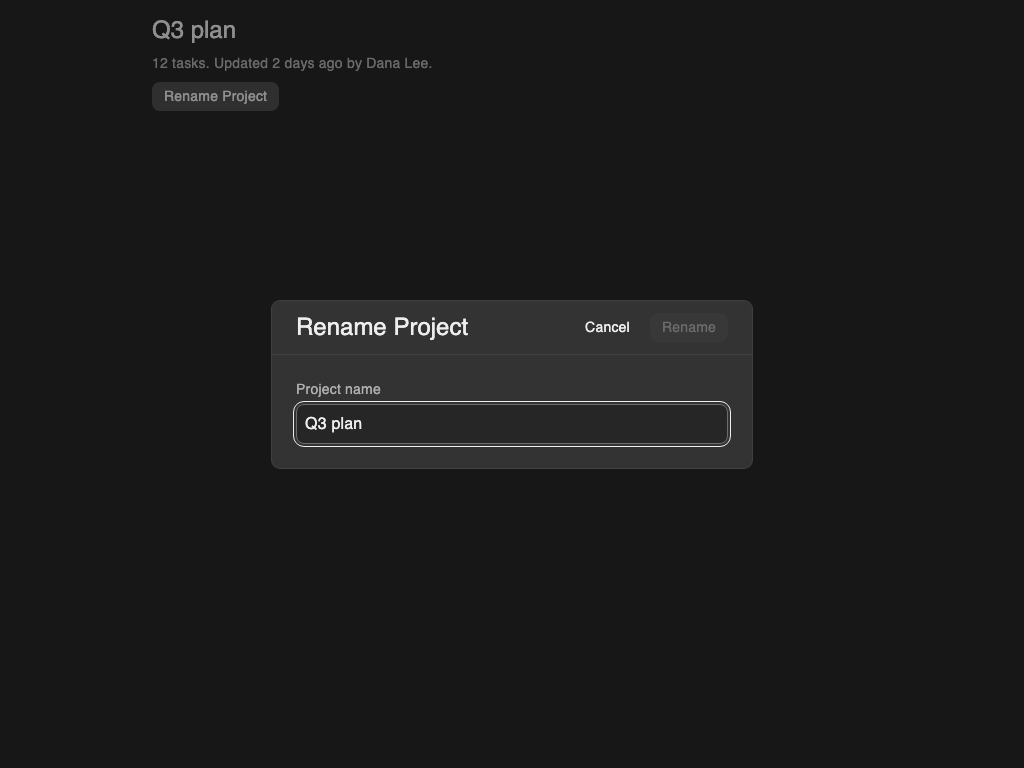 Q3 plan
12 tasks. Updated 2 days ago by Dana Lee.
Rename Project
Rename Project
Cancel
Rename
Project name
Q3 plan